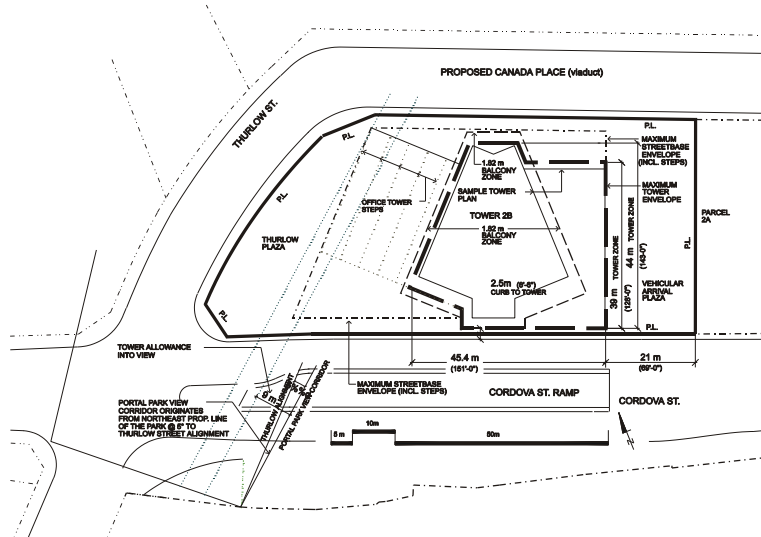 PROPOSED CANADA PLACE (viaduct)
THURLOW ST.
P.L.
P.L.
MAXIMUM
STREETBASE
ENVELOPE
(INCL. STEPS)
1.82 m
BALCONY
ZONE
SAMPLE TOWER
PLAN
MAXIMUM
TOWER
ENVELOPE
P.L.
OFFICE TOWER
STEPS
TOWER 2B
PARCEL
2A
1.82 m
BALCONY
ZONE
THURLOW
PLAZA
TOWER ZONE
39 m
(128'-0")
TOWER ZONE
44 m
(143'-0")
P.L.
2.5m (8'-6")
CURB TO TOWER
VEHICULAR
ARRIVAL
PLAZA
P.L.
P.L.
TOWER ALLOWANCE
INTO VIEW
45.4 m
(151'-0")
21 m
(69'-0")
MAXIMUM STREETBASE
ENVELOPE (INCL. STEPS)
CORDOVA ST. RAMP
CORDOVA ST.
THURLOW ALIGNMENT
PORTAL PARK VIEW CORRIDOR
PORTAL PARK VIEW
CORRIDOR ORIGINATES
FROM NORTHEAST PROP. LINE
OF THE PARK @ 6° TO
THURLOW STREET ALIGNMENT
10m
5 m
50m
N